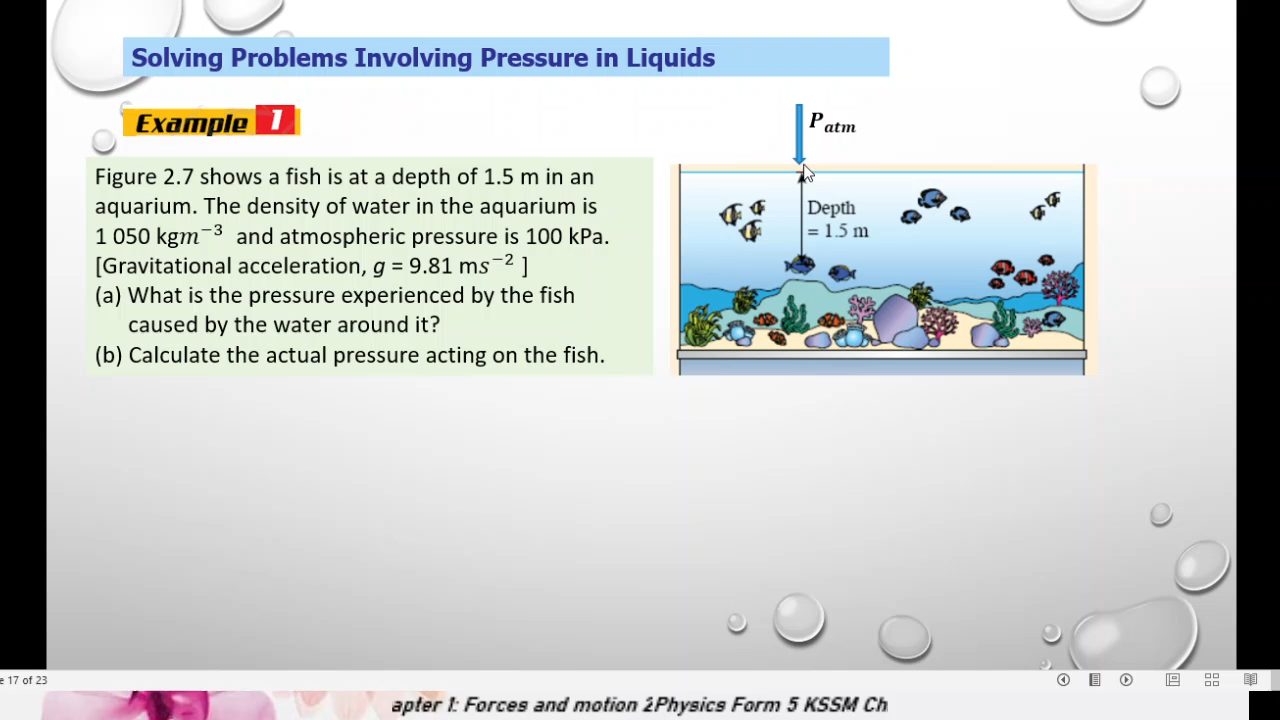 Solving Problems Involving Pressure in Liquids
Example 1
P atm
Figure 2.7 shows a fish is at a depth of 1.5 m in an
aquarium. The density of water in the aquarium is
1 050 kgm⁻³ and atmospheric pressure is 100 kPa.
[Gravitational acceleration, g = 9.81 ms⁻² ]
(a) What is the pressure experienced by the fish
caused by the water around it?
(b) Calculate the actual pressure acting on the fish.
Depth
= 1.5 m
e 17 of 23
apter 1: Forces and motion 2Physics Form 5 KSSM Ch